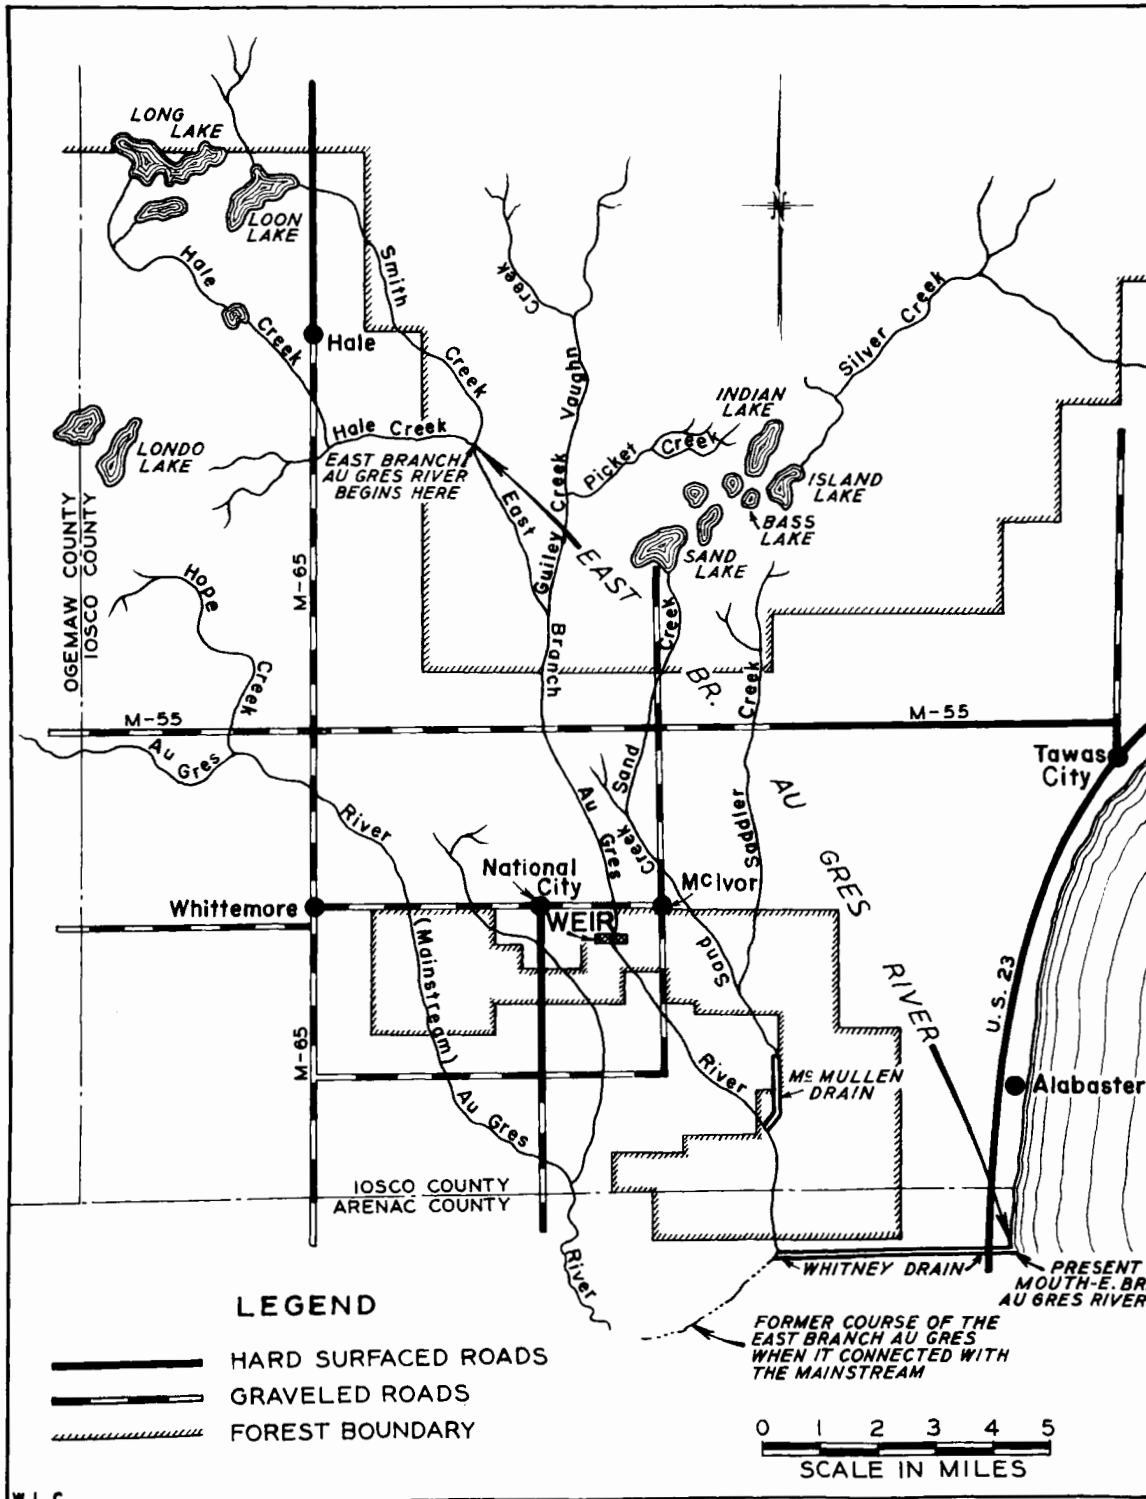 LONG
LAKE
LOON
LAKE
Hale
Creek
Smith
Creek
Hale
Hale Creek
EAST BRANCH
AU GRES RIVER
BEGINS HERE
LONDO
LAKE
Creek
Vaughn
Guiley Creek
Picket Creek
Silver Creek
INDIAN
LAKE
ISLAND
LAKE
BASS
LAKE
SAND
LAKE
East
Branch
Au Gres
River
EAST
BR.
AU
GRES
RIVER
OGEMAW COUNTY
IOSCO COUNTY
M-65
Hope
Creek
M-55
M-55
Au Gres
River
(Mainstream)
Au Gres
River
Sand
Creek
Creek
Sand
Saddler
Creek
Tawas
City
National
City
McIvor
Whittemore
WEIR
M-65
U.S. 23
Alabaster
Mc MULLEN
DRAIN
IOSCO COUNTY
ARENAC COUNTY
WHITNEY DRAIN
PRESENT
MOUTH-E. BR
AU GRES RIVER
FORMER COURSE OF THE
EAST BRANCH AU GRES
WHEN IT CONNECTED WITH
THE MAINSTREAM
LEGEND
HARD SURFACED ROADS
GRAVELED ROADS
FOREST BOUNDARY
0 1 2 3 4 5
SCALE IN MILES
W.L.C.